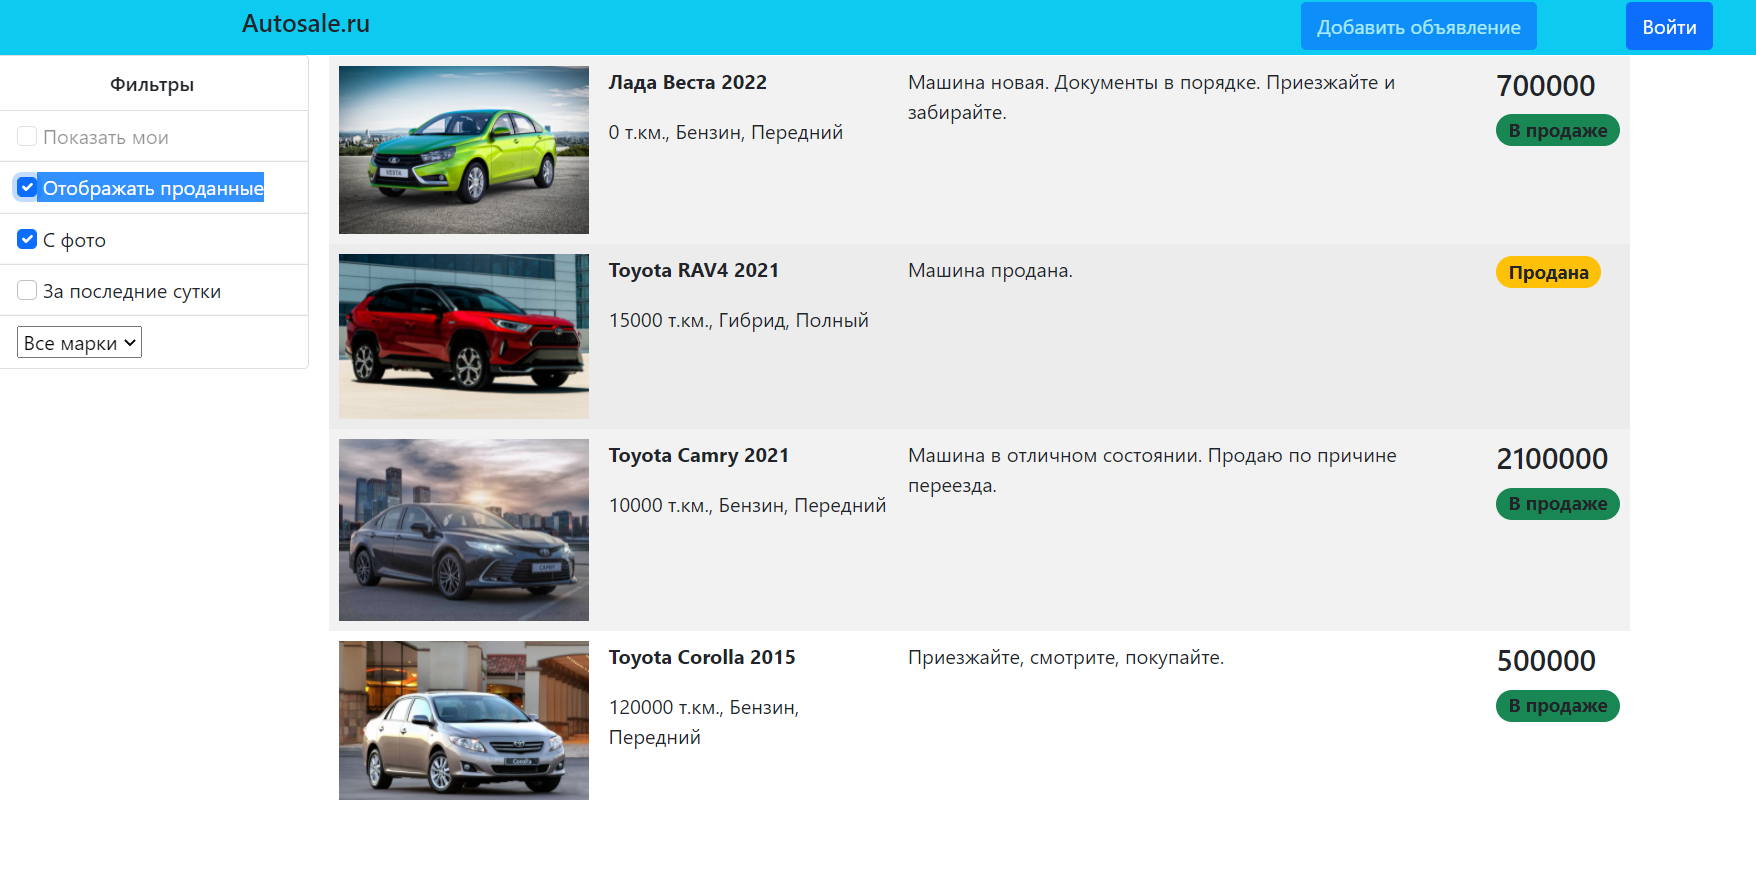 Autosale.ru
Добавить объявление
Войти
Фильтры
Показать мои
Отображать проданные
С фото
За последние сутки
Все марки
Лада Веста 2022
0 т.км., Бензин, Передний
Машина новая. Документы в порядке. Приезжайте и
забирайте.
700000
В продаже
VESTA
Toyota RAV4 2021
15000 т.км., Гибрид, Полный
Машина продана.
Продана
Toyota Camry 2021
10000 т.км., Бензин, Передний
Машина в отличном состоянии. Продаю по причине
переезда.
2100000
В продаже
CAMRY
Toyota Corolla 2015
120000 т.км., Бензин,
Передний
Приезжайте, смотрите, покупайте.
500000
В продаже
Corolla